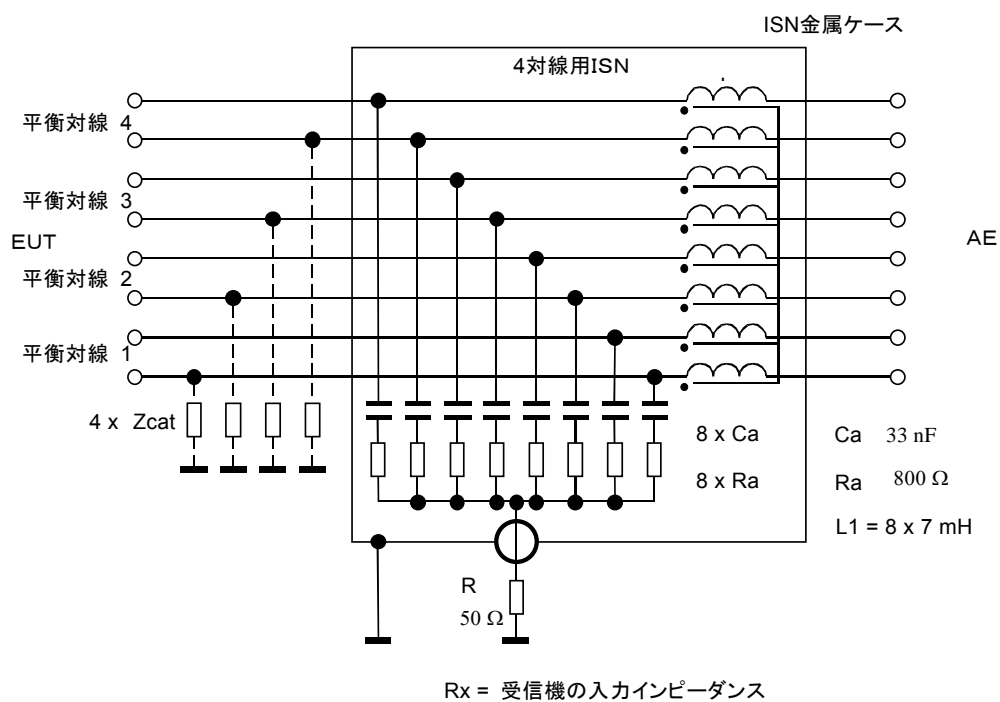 ISN金属ケース
4対線用ISN
平衡対線 4
平衡対線 3
EUT
AE
平衡対線 2
平衡対線 1
4 x Zcat
8 x Ca
Ca 33 nF
8 x Ra
Ra 800 Ω
L1 = 8 x 7 mH
R
50 Ω
Rx = 受信機の入力インピーダンス